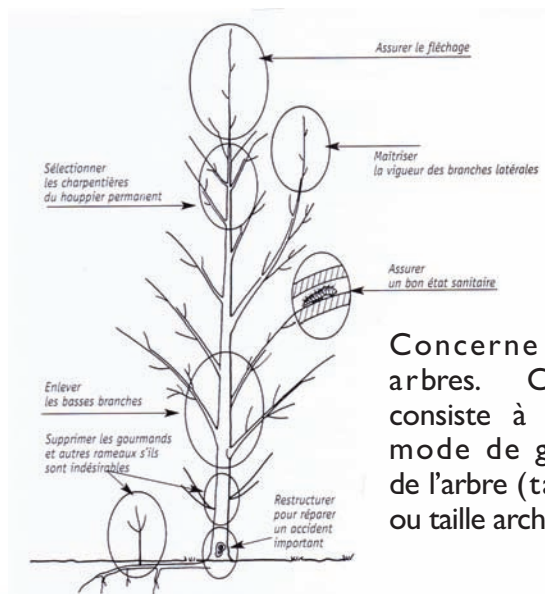 Assurer le fléchage
Sélectionner
les charpentières
du houppier permanent
Maîtriser
la vigueur des branches latérales
Assurer
un bon état sanitaire
Enlever
les basses branches
Supprimer les gourmands
et autres rameaux s'ils
sont indésirables
Restructurer
pour réparer
un accident
important
Concerne
arbres. C
consiste à
mode de g
de l'arbre (ta
ou taille arch